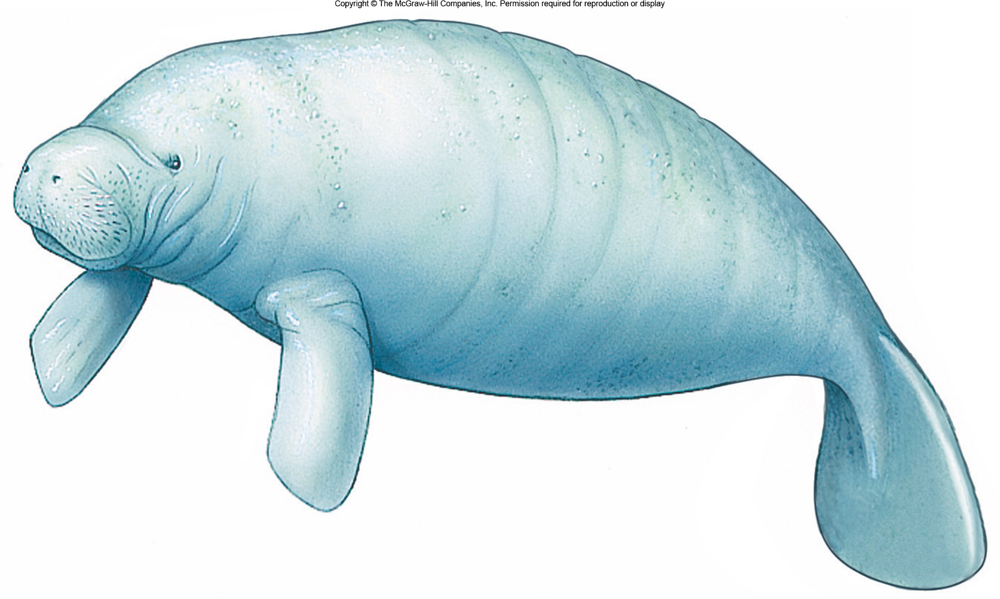 Copyright © The McGraw-Hill Companies, Inc. Permission required for reproduction or display